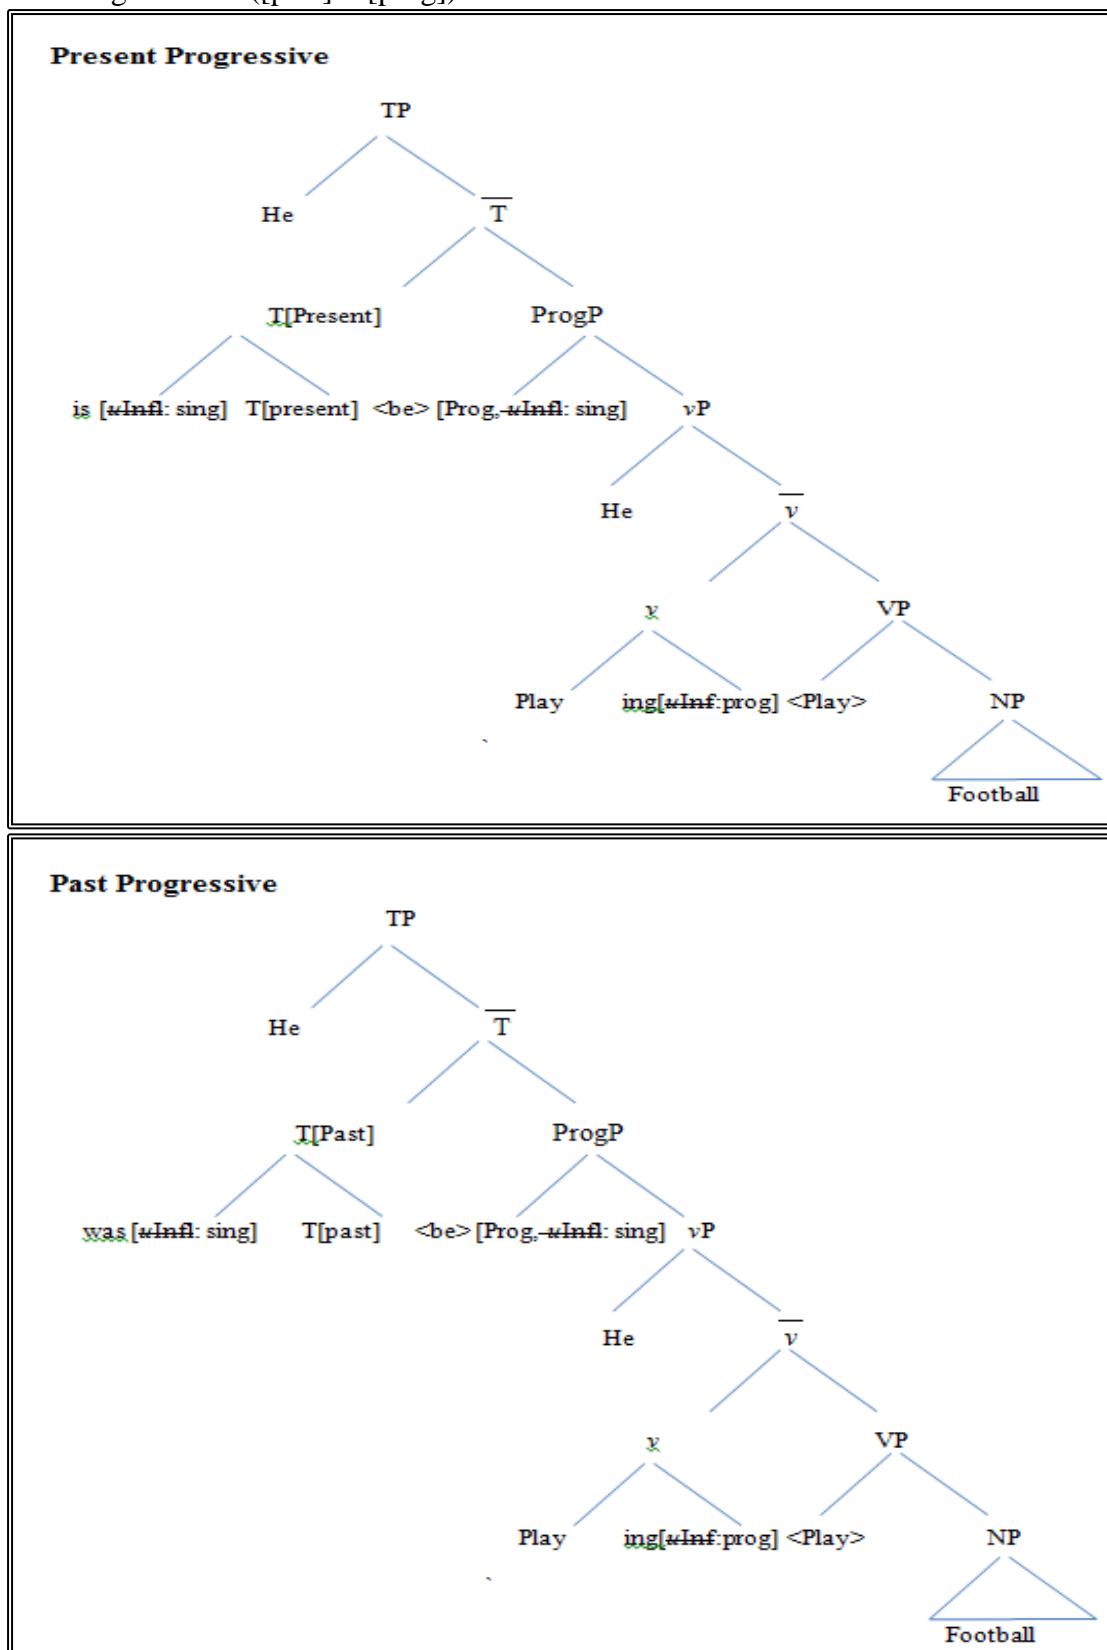 Present Progressive
TP
He T
T[Present] ProgP
is [uInfl: sing] T[present] <be> [Prog, uInfl: sing] vP
He v
v VP
Play ing[uInf:prog] <Play> NP
Football
Past Progressive
TP
He T
T[Past] ProgP
was [uInfl: sing] T[past] <be> [Prog, uInfl: sing] vP
He v
v VP
Play ing[uInf:prog] <Play> NP
Football